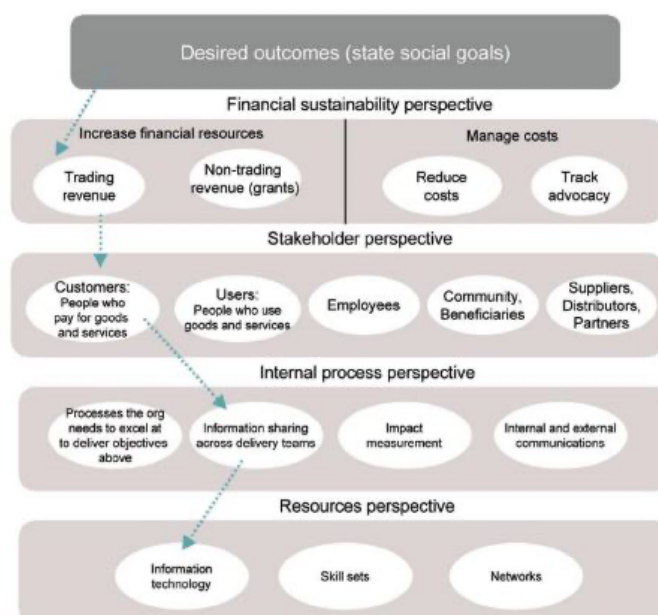 Desired outcomes (state social goals)
Financial sustainability perspective
Increase financial resources
Manage costs
Trading
revenue
Non-trading
revenue (grants)
Reduce
costs
Track
advocacy
Stakeholder perspective
Customers:
People who
pay for goods
and services
Users:
People who use
goods and services
Employees
Community,
Beneficiaries
Suppliers,
Distributors,
Partners
Internal process perspective
Processes the org
needs to excel at
to deliver objectives
above
Information sharing
across delivery teams
Impact
measurement
Internal and external
communications
Resources perspective
Information
technology
Skill sets
Networks